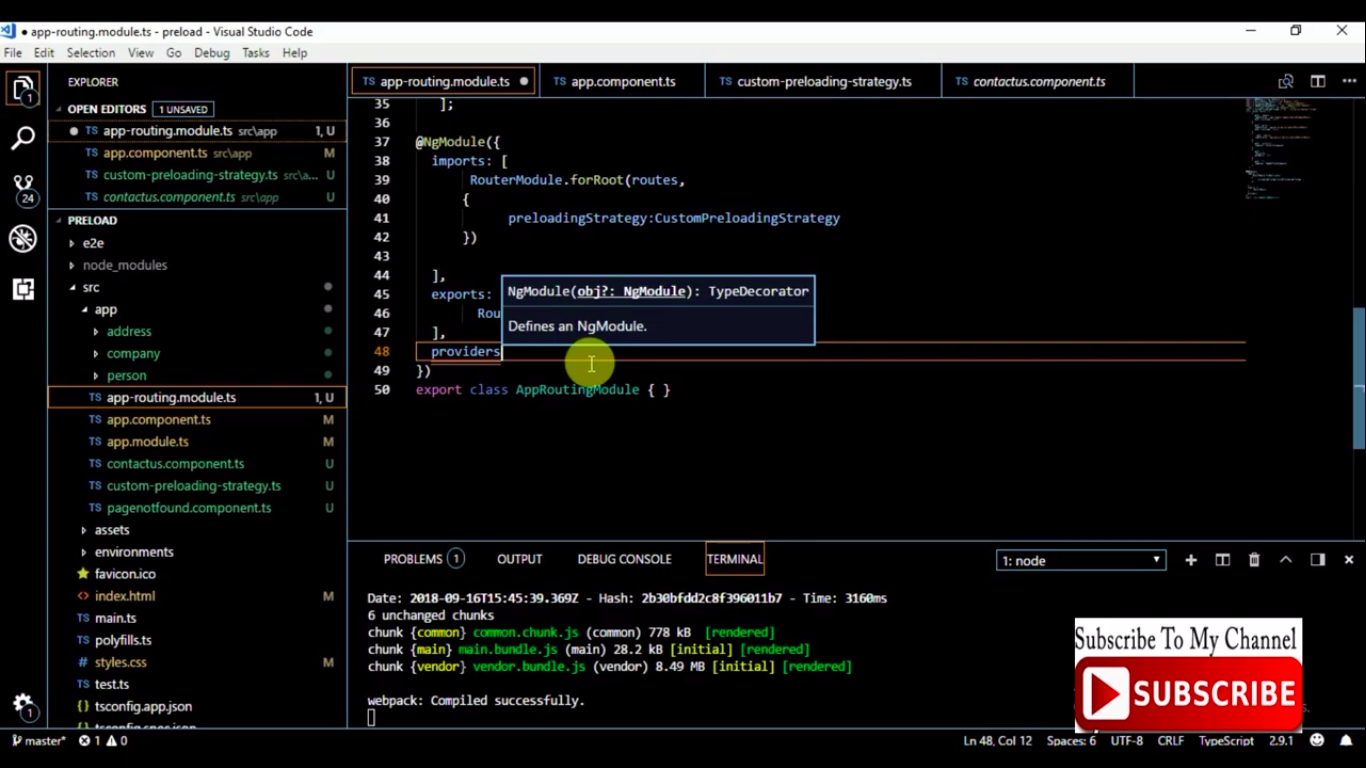 ● app-routing.module.ts - preload - Visual Studio Code
File Edit Selection View Go Debug Tasks Help
EXPLORER
OPEN EDITORS 1 UNSAVED
● TS app-routing.module.ts src\app 1, U
TS app.component.ts src\app M
TS custom-preloading-strategy.ts src\a... U
TS contactus.component.ts src\app U
PRELOAD
e2e
node_modules
src
app
address
company
person
TS app-routing.module.ts 1, U
TS app.component.ts M
TS app.module.ts M
TS contactus.component.ts U
TS custom-preloading-strategy.ts U
TS pagenotfound.component.ts U
assets
environments
favicon.ico
<> index.html M
TS main.ts
TS polyfills.ts
# styles.css M
TS test.ts
{} tsconfig.app.json
1
24
1
TS app-routing.module.ts ● TS app.component.ts TS custom-preloading-strategy.ts TS contactus.component.ts
35 ];
36
37 @NgModule({
38 imports: [
39 RouterModule.forRoot(routes,
40 {
41 preloadingStrategy:CustomPreloadingStrategy
42 })
43
44 ],
45 exports:
46 Rou
47 ],
48 providers
49 })
50 export class AppRoutingModule { }
NgModule(obj?: NgModule): TypeDecorator
Defines an NgModule.
PROBLEMS 1 OUTPUT DEBUG CONSOLE TERMINAL 1: node
Date: 2018-09-16T15:45:39.369Z - Hash: 2b30bfdd2c8f396011b7 - Time: 3160ms
6 unchanged chunks
chunk {common} common.chunk.js (common) 778 kB [rendered]
chunk {main} main.bundle.js (main) 28.2 kB [initial] [rendered]
chunk {vendor} vendor.bundle.js (vendor) 8.49 MB [initial] [rendered]
webpack: Compiled successfully.
Subscribe To My Channel
SUBSCRIBE
master* 1 0 Ln 48, Col 12 Spaces: 6 UTF-8 CRLF TypeScript 2.9.1